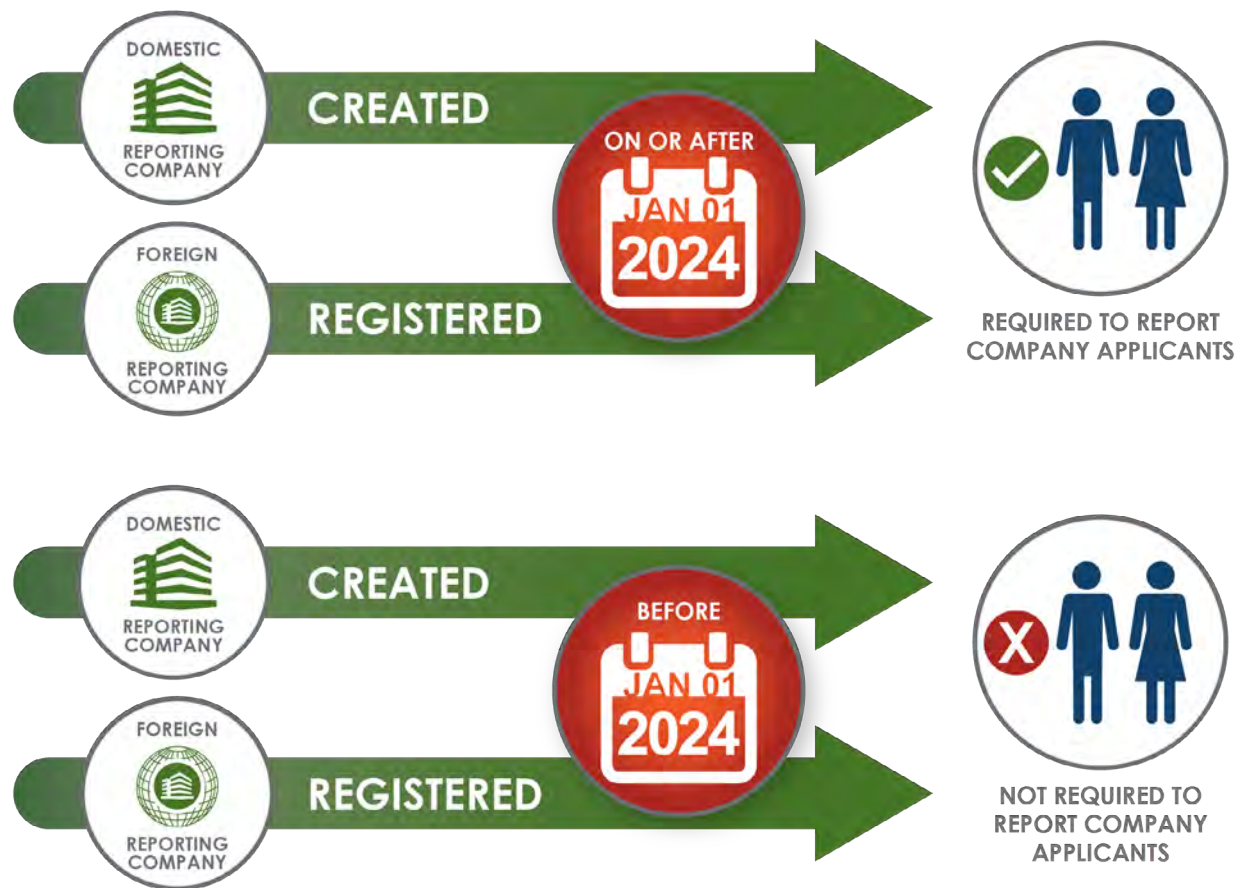 DOMESTIC
REPORTING
COMPANY
CREATED
ON OR AFTER
JAN 01
2024
FOREIGN
REPORTING
COMPANY
REGISTERED
REQUIRED TO REPORT
COMPANY APPLICANTS
DOMESTIC
REPORTING
COMPANY
CREATED
BEFORE
JAN 01
2024
FOREIGN
REPORTING
COMPANY
REGISTERED
X
NOT REQUIRED TO
REPORT COMPANY
APPLICANTS